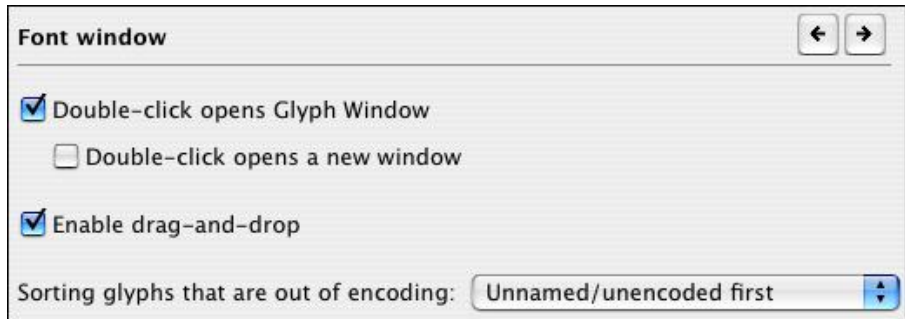 Font window
Double-click opens Glyph Window
Double-click opens a new window
Enable drag-and-drop
Sorting glyphs that are out of encoding: Unnamed/unencoded first